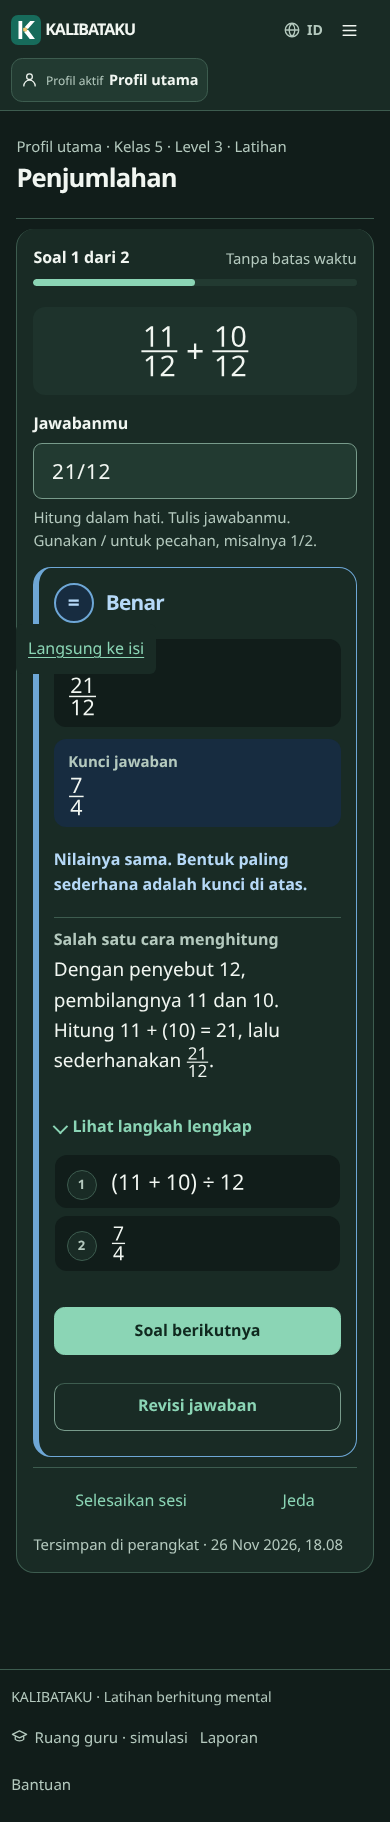 KALIBATAKU
ID
Profil aktif Profil utama
Profil utama · Kelas 5 · Level 3 · Latihan
Penjumlahan
Soal 1 dari 2
Tanpa batas waktu
11/12 + 10/12
Jawabanmu
21/12
Hitung dalam hati. Tulis jawabanmu.
Gunakan / untuk pecahan, misalnya 1/2.
= Benar
Langsung ke isi
21/12
Kunci jawaban
7/4
Nilainya sama. Bentuk paling
sederhana adalah kunci di atas.
Salah satu cara menghitung
Dengan penyebut 12,
pembilangnya 11 dan 10.
Hitung 11 + (10) = 21, lalu
sederhanakan 21/12.
Lihat langkah lengkap
1 (11 + 10) ÷ 12
2 7/4
Soal berikutnya
Revisi jawaban
Selesaikan sesi
Jeda
Tersimpan di perangkat · 26 Nov 2026, 18.08
KALIBATAKU · Latihan berhitung mental
Ruang guru · simulasi Laporan
Bantuan